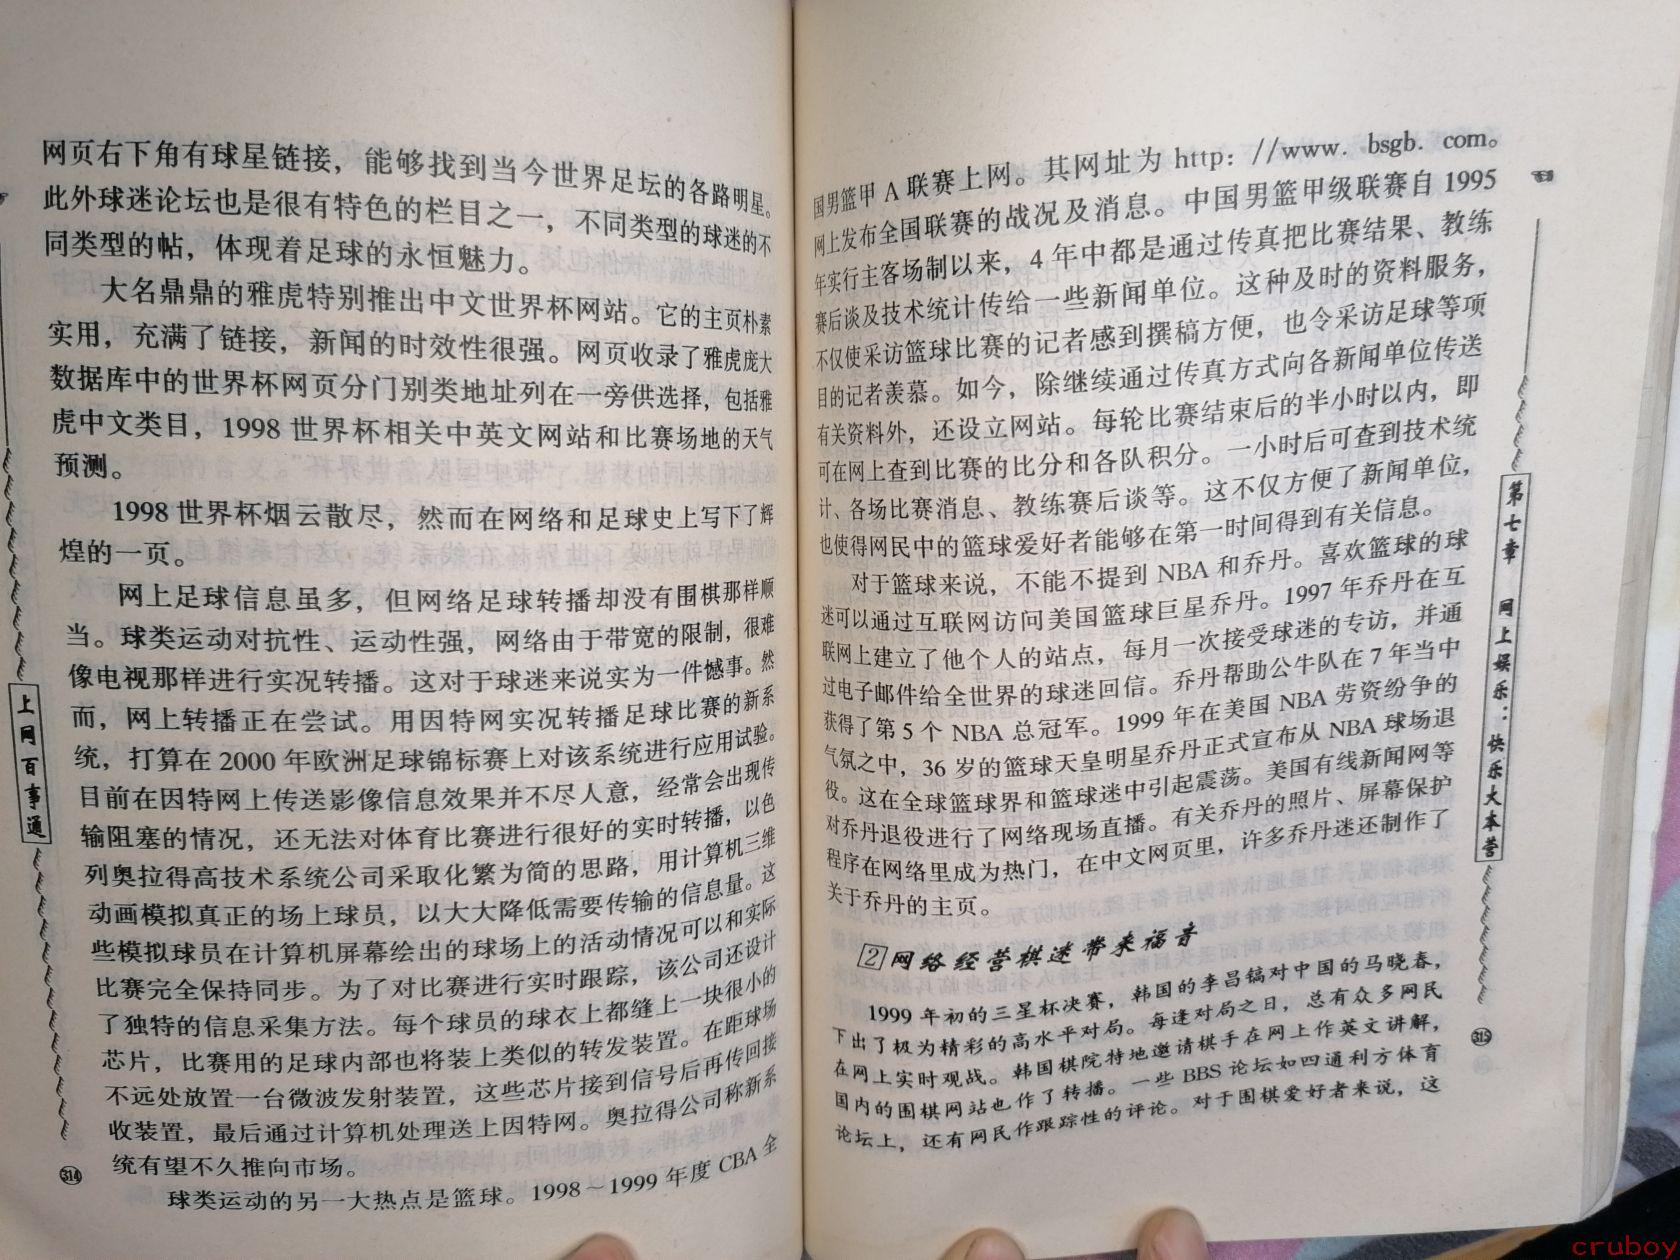 网页右下角有球星链接，能够找到当今世界足坛的各路明星。
此外球迷论坛也是很有特色的栏目之一，不同类型的球迷的不
同类型的帖，体现着足球的永恒魅力。
大名鼎鼎的雅虎特别推出中文世界杯网站。它的主页朴素
实用，充满了链接，新闻的时效性很强。网页收录了雅虎庞大
数据库中的世界杯网页分门别类地址列在一旁供选择，包括雅
虎中文类目，1998世界杯相关中英文网站和比赛场地的天气
预测。
1998世界杯烟云散尽，然而在网络和足球史上写下了辉
煌的一页。
网上足球信息虽多，但网络足球转播却没有围棋那样顺
当。球类运动对抗性、运动性强，网络由于带宽的限制，很难
像电视那样进行实况转播。这对于球迷来说实为一件憾事。然
而，网上转播正在尝试。用因特网实况转播足球比赛的新系
统，打算在2000年欧洲足球锦标赛上对该系统进行应用试验。
目前在因特网上传送影像信息效果并不尽人意，经常会出现传
输阻塞的情况，还无法对体育比赛进行很好的实时转播，以色
列奥拉得高技术系统公司采取化繁为简的思路，用计算机三维
动画模拟真正的场上球员，以大大降低需要传输的信息量。这
些模拟球员在计算机屏幕绘出的球场上的活动情况可以和实际
比赛完全保持同步。为了对比赛进行实时跟踪，该公司还设计
了独特的信息采集方法。每个球员的球衣上都缝上一块很小的
芯片，比赛用的足球内部也将装上类似的转发装置。在距球场
不远处放置一台微波发射装置，这些芯片接到信号后再传回接
收装置，最后通过计算机处理送上因特网。奥拉得公司称新系
统有望不久推向市场。
球类运动的另一大热点是篮球。1998～1999年度CBA全
上网百事通
314
国男篮甲A联赛上网。其网址为http：//www. bsgb. com。
网上发布全国联赛的战况及消息。中国男篮甲级联赛自1995
年实行主客场制以来，4年中都是通过传真把比赛结果、教练
赛后谈及技术统计传给一些新闻单位。这种及时的资料服务，
不仅使采访篮球比赛的记者感到撰稿方便，也令采访足球等项
目的记者羡慕。如今，除继续通过传真方式向各新闻单位传送
有关资料外，还设立网站。每轮比赛结束后的半小时以内，即
可在网上查到比赛的比分和各队积分。一小时后可查到技术统
计、各场比赛消息、教练赛后谈等。这不仅方便了新闻单位，
也使得网民中的篮球爱好者能够在第一时间得到有关信息。
对于篮球来说，不能不提到NBA和乔丹。喜欢篮球的球
迷可以通过互联网访问美国篮球巨星乔丹。1997年乔丹在互
联网上建立了他个人的站点，每月一次接受球迷的专访，并通
过电子邮件给全世界的球迷回信。乔丹帮助公牛队在7年当中
获得了第5个NBA总冠军。1999年在美国NBA劳资纷争的
气氛之中，36岁的篮球天皇明星乔丹正式宣布从NBA球场退
役。这在全球篮球界和篮球迷中引起震荡。美国有线新闻网等
对乔丹退役进行了网络现场直播。有关乔丹的照片、屏幕保护
程序在网络里成为热门，在中文网页里，许多乔丹迷还制作了
关于乔丹的主页。
2 网络经营棋迷带来福音
1999年初的三星杯决赛，韩国的李昌镐对中国的马晓春，
下出了极为精彩的高水平对局。每逢对局之日，总有众多网民
在网上实时观战。韩国棋院特地邀请棋手在网上作英文讲解，
国内的围棋网站也作了转播。一些BBS论坛如四通利方体育
论坛上，还有网民作跟踪性的评论。对于围棋爱好者来说，这
第七章 网上娱乐：快乐大本营
315
cruboy